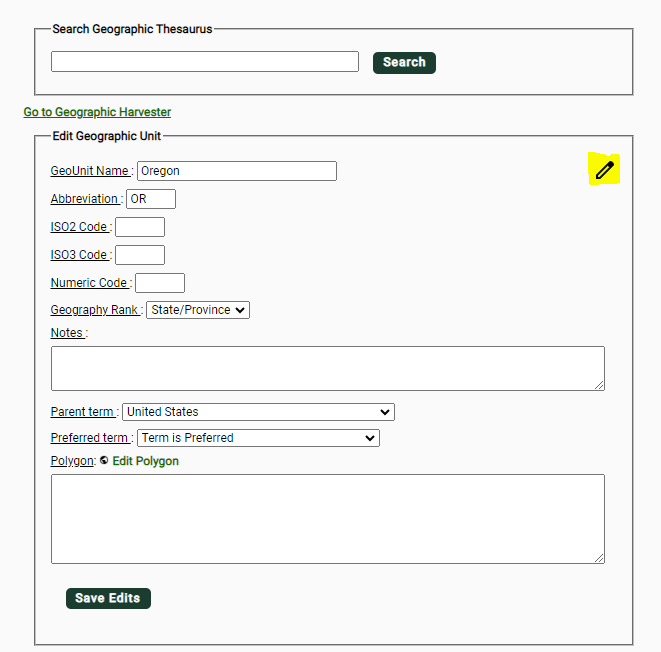 Search Geographic Thesaurus
Search
Go to Geographic Harvester
Edit Geographic Unit
GeoUnit Name : Oregon
Abbreviation : OR
ISO2 Code :
ISO3 Code :
Numeric Code :
Geography Rank : State/Province
Notes :
Parent term : United States
Preferred term : Term is Preferred
Polygon: Edit Polygon
Save Edits